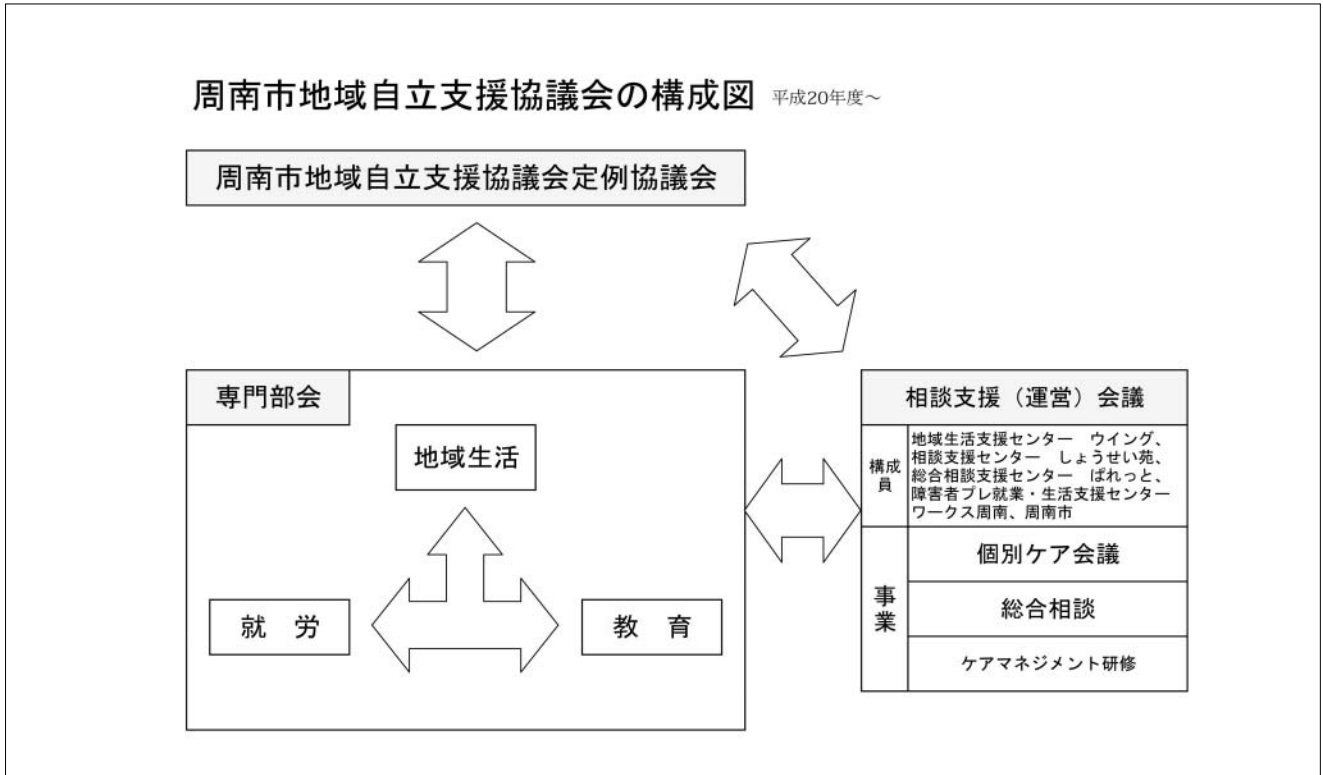 周南市地域自立支援協議会の構成図 平成20年度～
周南市地域自立支援協議会定例協議会
専門部会
地域生活
就　労
教　育
相談支援（運営）会議
構成
員
地域生活支援センター　ウイング、
相談支援センター　しょうせい苑、
総合相談支援センター　ぱれっと、
障害者プレ就業・生活支援センター
ワークス周南、周南市
事
業
個別ケア会議
総合相談
ケアマネジメント研修